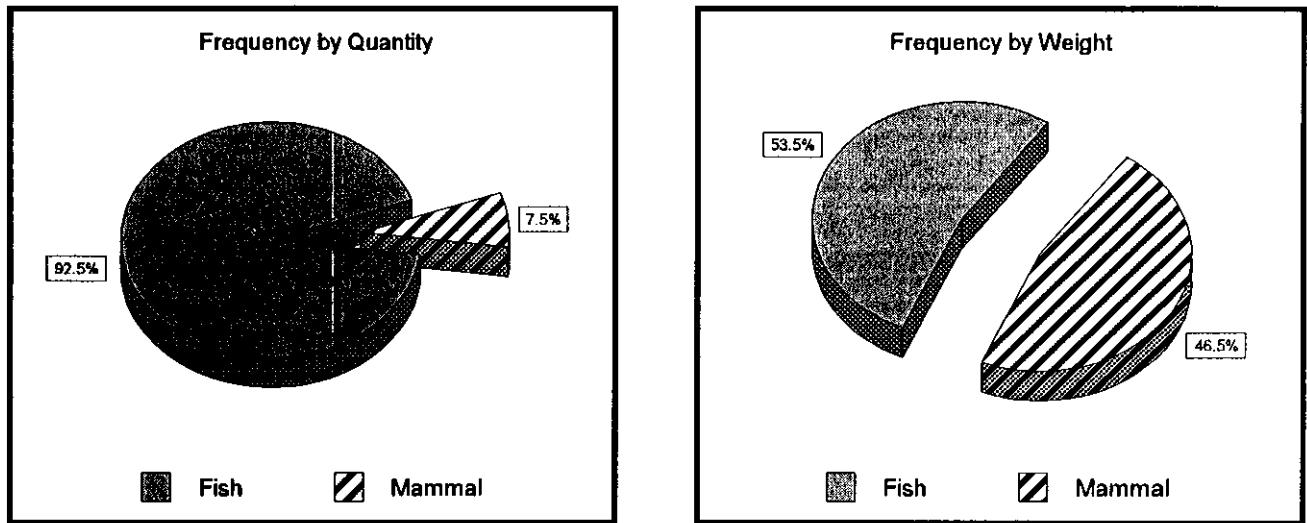 Frequency by Quantity
92.5%
7.5%
Fish
Mammal
Frequency by Weight
53.5%
46.5%
Fish
Mammal